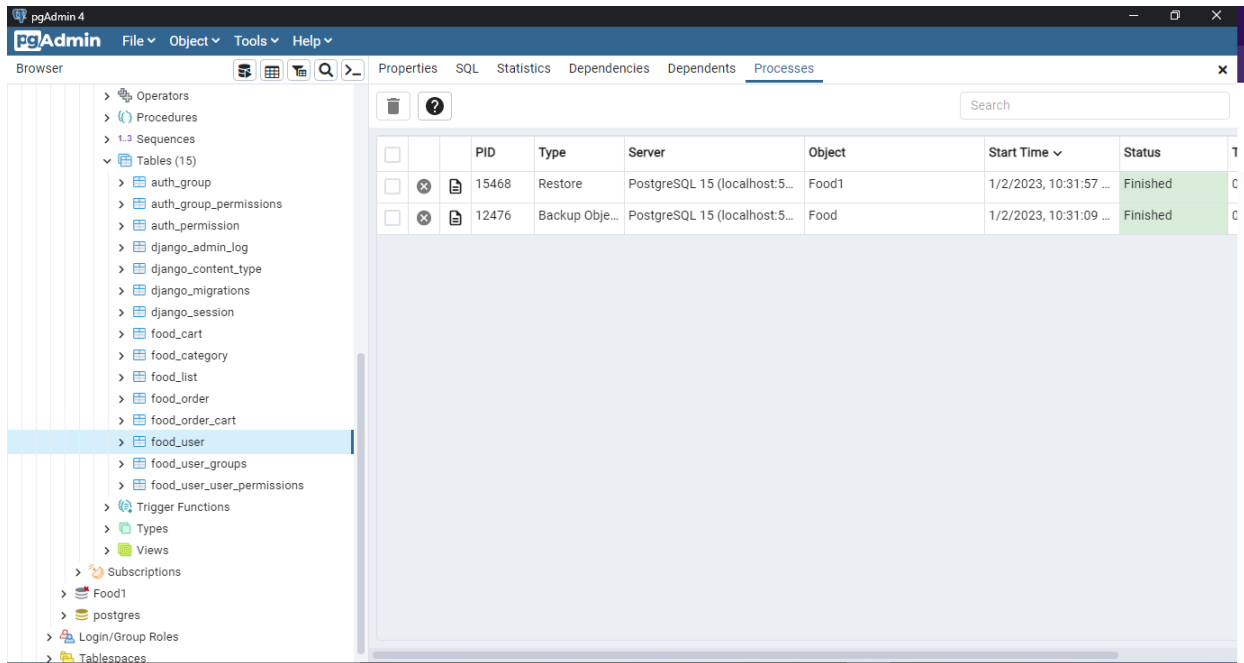 pgAdmin 4
pgAdmin File Object Tools Help
Browser
Properties SQL Statistics Dependencies Dependents Processes
Search
Operators
Procedures
1..3 Sequences
Tables (15)
auth_group
auth_group_permissions
auth_permission
django_admin_log
django_content_type
django_migrations
django_session
food_cart
food_category
food_list
food_order
food_order_cart
food_user
food_user_groups
food_user_user_permissions
Trigger Functions
Types
Views
Subscriptions
Food1
postgres
Login/Group Roles
Tablespaces
PID Type Server Object Start Time Status T
15468 Restore PostgreSQL 15 (localhost:5... Food1 1/2/2023, 10:31:57 ... Finished 0
12476 Backup Obje... PostgreSQL 15 (localhost:5... Food 1/2/2023, 10:31:09 ... Finished 0